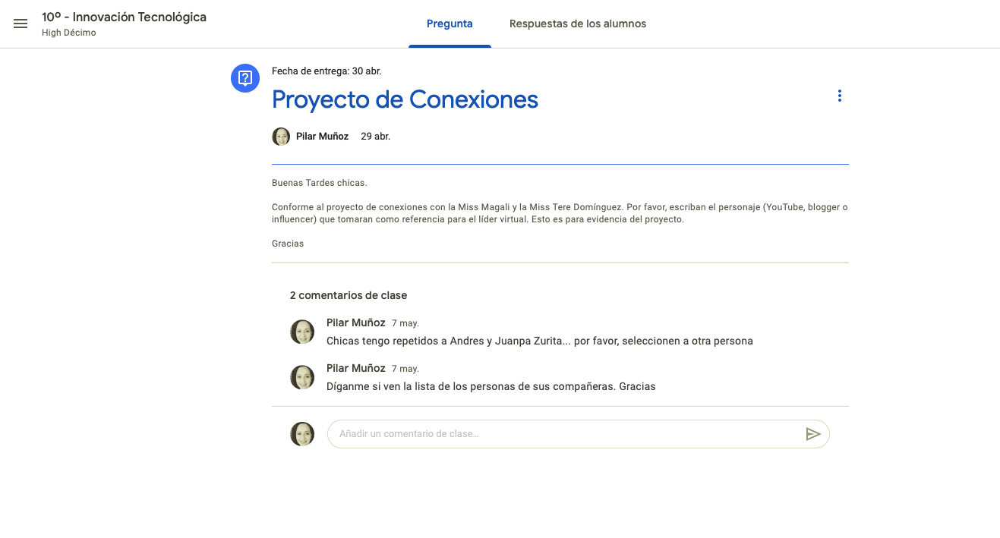 10º - Innovación Tecnológica
High Décimo
Pregunta
Respuestas de los alumnos
Fecha de entrega: 30 abr.
Proyecto de Conexiones
Pilar Muñoz 29 abr.
Buenas Tardes chicas.
Conforme al proyecto de conexiones con la Miss Magali y la Miss Tere Domínguez. Por favor, escriban el personaje (YouTube, blogger o
influencer) que tomaran como referencia para el líder virtual. Esto es para evidencia del proyecto.
Gracias
2 comentarios de clase
Pilar Muñoz 7 may.
Chicas tengo repetidos a Andres y Juanpa Zurita... por favor, seleccionen a otra persona
Pilar Muñoz 7 may.
Díganme si ven la lista de los personas de sus compañeras. Gracias
Añadir un comentario de clase...